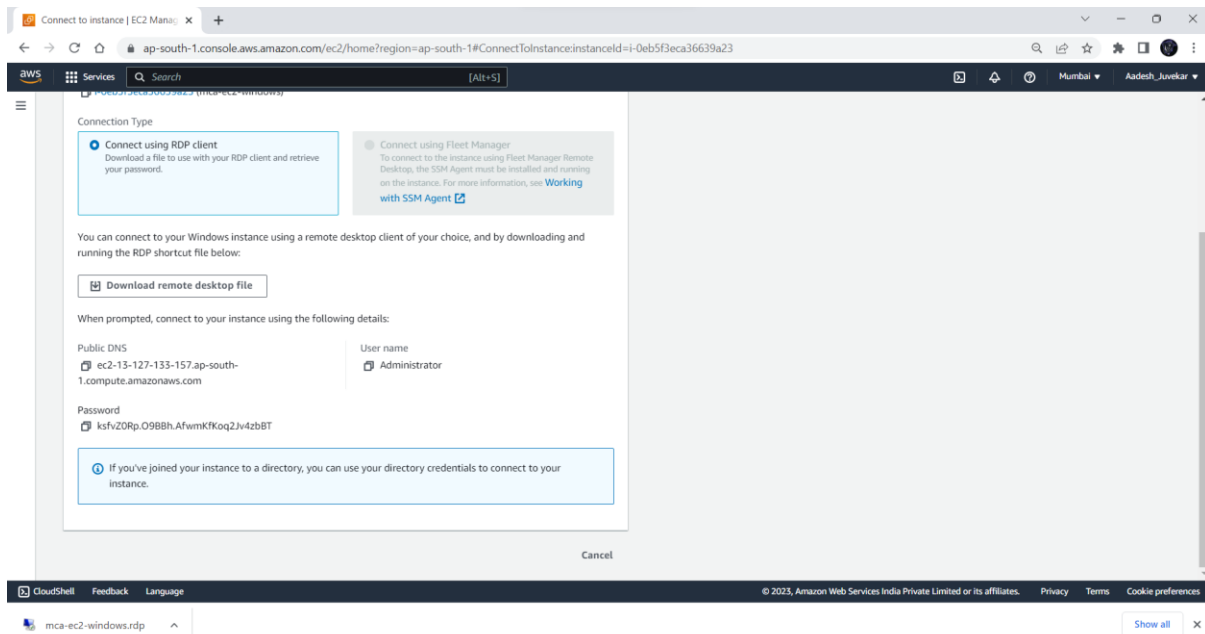 Connect to instance | EC2 Manag
ap-south-1.console.aws.amazon.com/ec2/home?region=ap-south-1#ConnectToInstance:instanceId=i-0eb5f3eca36639a23
aws Services Search [Alt+S] Mumbai Aadesh_Juvekar
i-0eb5f3eca36639a23 (mca-ec2-windows)
Connection Type
Connect using RDP client
Download a file to use with your RDP client and retrieve
your password.
Connect using Fleet Manager
To connect to the instance using Fleet Manager Remote
Desktop, the SSM Agent must be installed and running
on the instance. For more information, see Working
with SSM Agent
You can connect to your Windows instance using a remote desktop client of your choice, and by downloading and
running the RDP shortcut file below:
Download remote desktop file
When prompted, connect to your instance using the following details:
Public DNS
ec2-13-127-133-157.ap-south-
1.compute.amazonaws.com
User name
Administrator
Password
ksfvZ0Rp.O9BBh.AfwmKfKoq2Jv4zbBT
If you've joined your instance to a directory, you can use your directory credentials to connect to your
instance.
Cancel
CloudShell Feedback Language © 2023, Amazon Web Services India Private Limited or its affiliates. Privacy Terms Cookie preferences
mca-ec2-windows.rdp Show all